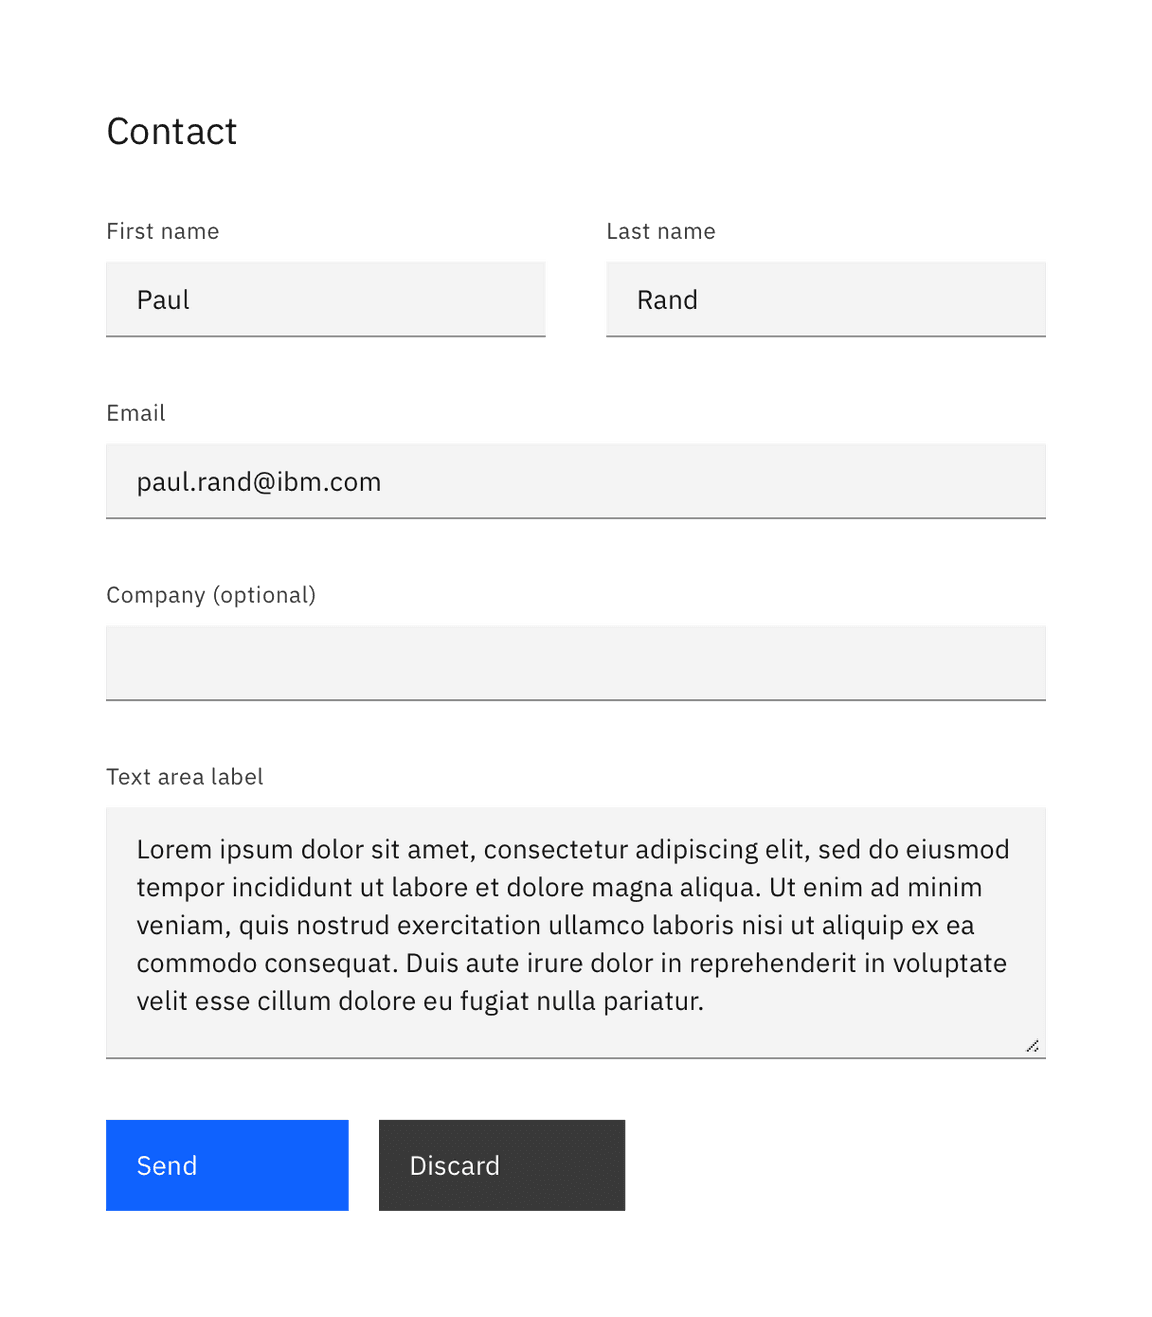 Contact
First name
Last name
Paul
Rand
Email
paul.rand@ibm.com
Company (optional)
Text area label
Lorem ipsum dolor sit amet, consectetur adipiscing elit, sed do eiusmod
tempor incididunt ut labore et dolore magna aliqua. Ut enim ad minim
veniam, quis nostrud exercitation ullamco laboris nisi ut aliquip ex ea
commodo consequat. Duis aute irure dolor in reprehenderit in voluptate
velit esse cillum dolore eu fugiat nulla pariatur.
Send
Discard